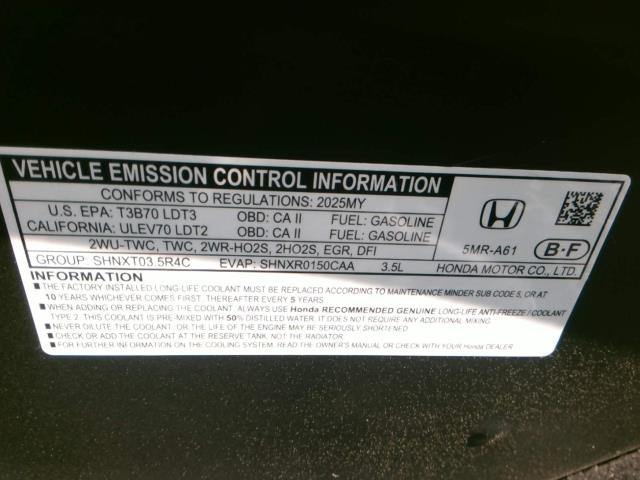 VEHICLE EMISSION CONTROL INFORMATION
CONFORMS TO REGULATIONS: 2025MY
U.S. EPA: T3B70 LDT3 OBD: CA II FUEL: GASOLINE
CALIFORNIA: ULEV70 LDT2 OBD: CA II FUEL: GASOLINE
2WU-TWC, TWC, 2WR-HO2S, 2HO2S, EGR, DFI
GROUP: SHNXT03.5R4C EVAP: SHNXR0150CAA 3.5L
5MR-A61 B-F
HONDA MOTOR CO., LTD.
INFORMATION
■ THE FACTORY INSTALLED LONG-LIFE COOLANT MUST BE REPLACED ACCORDING TO MAINTENANCE MINDER SUB CODE 5, OR AT
10 YEARS WHICHEVER COMES FIRST. THEREAFTER EVERY 5 YEARS
■ WHEN ADDING OR REPLACING THE COOLANT, ALWAYS USE Honda RECOMMENDED GENUINE LONG-LIFE ANTI-FREEZE / COOLANT
TYPE 2. IT IS PRE-MIXED WITH 50% DISTILLED WATER AND DOES NOT REQUIRE ANY ADDITIONAL MIXING.
■ NEVER DILUTE THE COOLANT. OR THE LIFE OF THE ENGINE MAY BE SERIOUSLY SHORTENED.
■ CHECK OR ADD COOLANT AT THE RESERVE TANK, NOT THE RADIATOR.
■ FOR FURTHER INFORMATION ON THE COOLING SYSTEM, READ THE OWNER'S MANUAL OR CHECK WITH YOUR Honda DEALER.